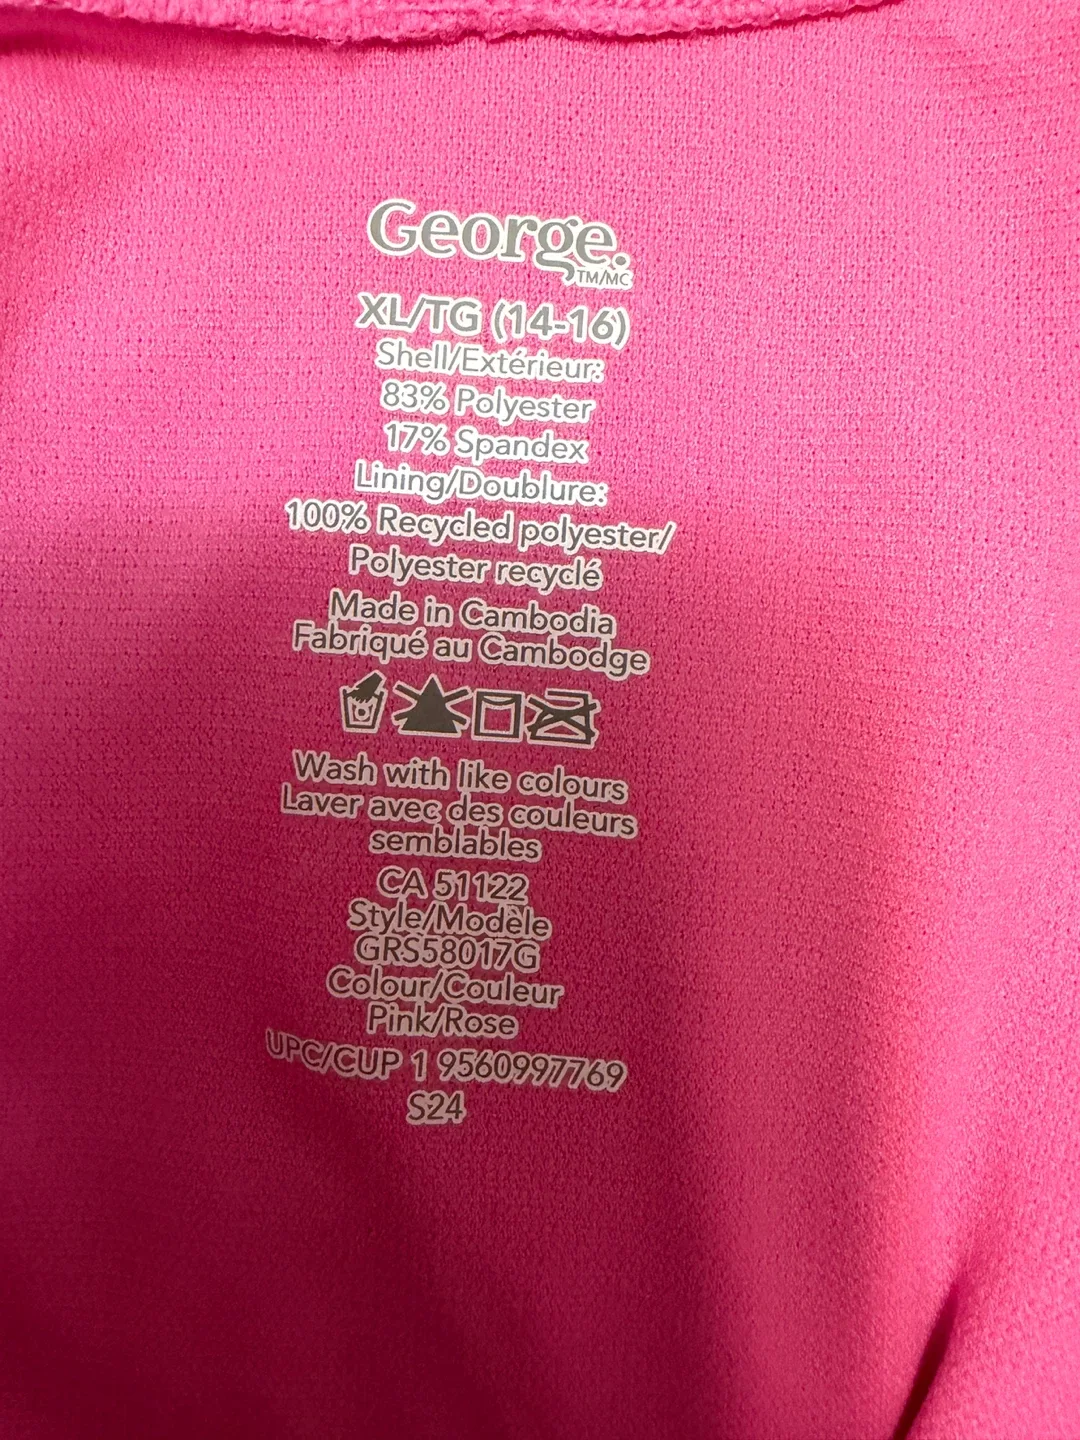 George.
TM/MC
XL/TG (14-16)
Shell/Extérieur:
83% Polyester
17% Spandex
Lining/Doublure:
100% Recycled polyester/
Polyester recyclé
Made in Cambodia
Fabriqué au Cambodge
Wash with like colours
Laver avec des couleurs
semblables
CA 51122
Style/Modèle
GRS58017G
Colour/Couleur
Pink/Rose
UPC/CUP 1 9560997769
S24